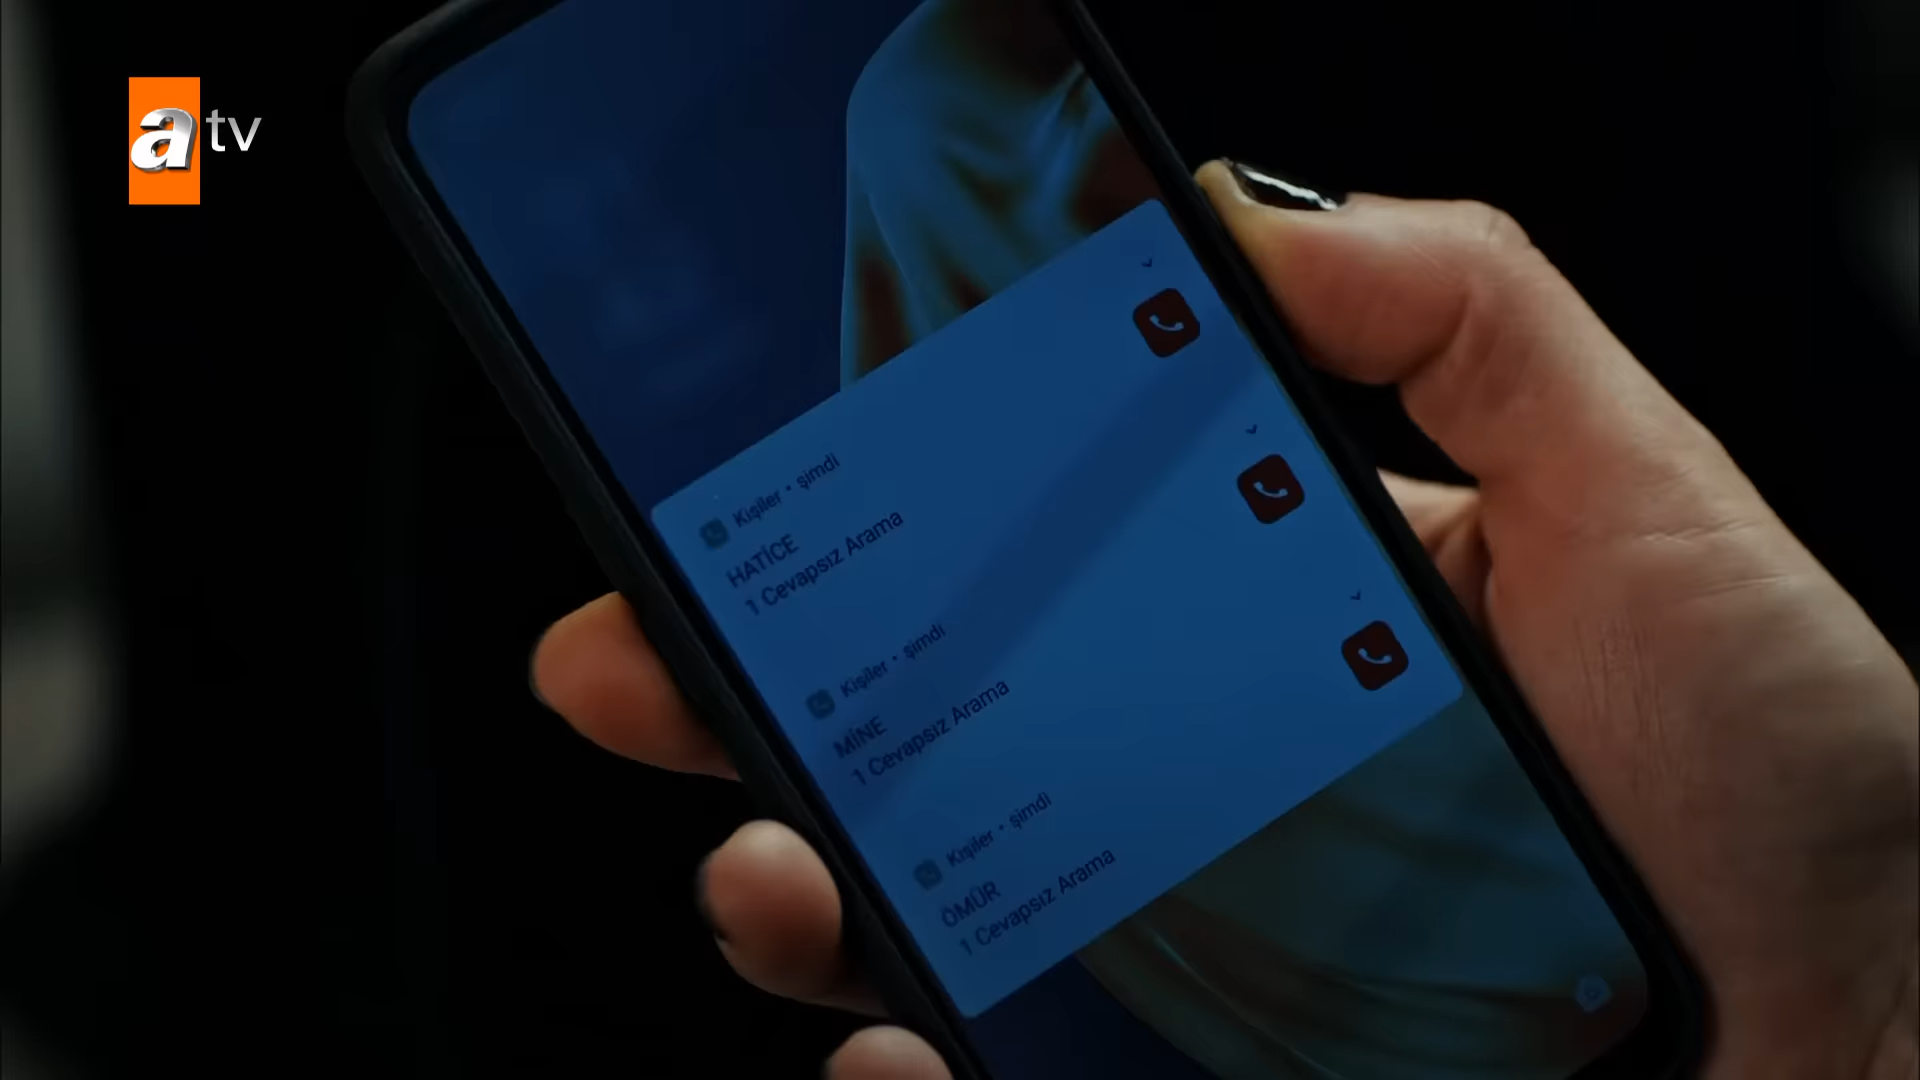 atv
Kişiler • şimdi
HATİCE
1 Cevapsız Arama
Kişiler • şimdi
MİNE
1 Cevapsız Arama
Kişiler • şimdi
ÖMÜR
1 Cevapsız Arama